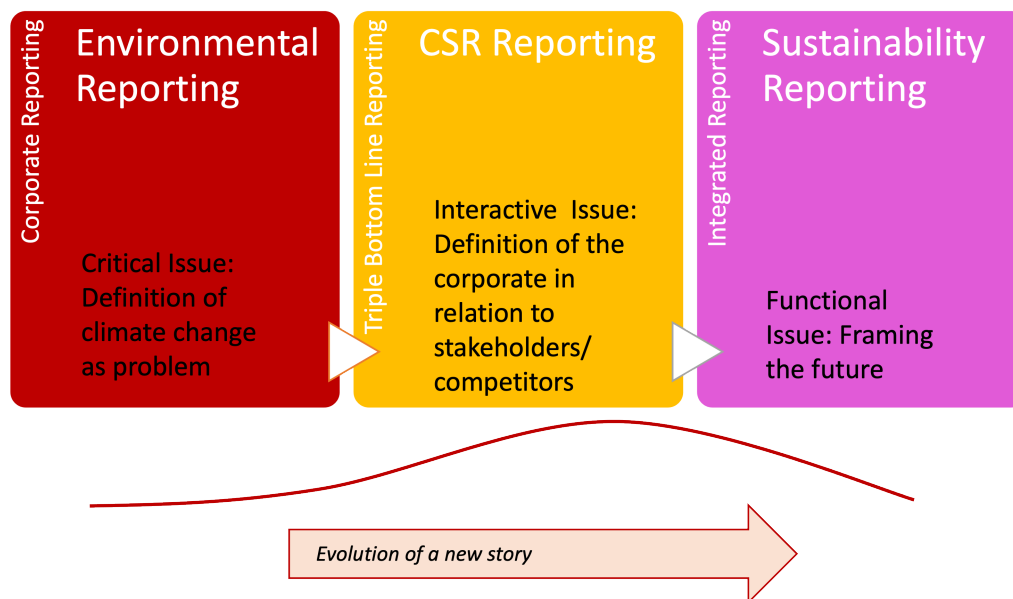 Corporate Reporting
Environmental
Reporting
Critical Issue:
Definition of
climate change
as problem
Triple Bottom Line Reporting
CSR Reporting
Interactive  Issue:
Definition of the
corporate in
relation to
stakeholders/
competitors
Integrated Reporting
Sustainability
Reporting
Functional
Issue: Framing
the future
Evolution of a new story